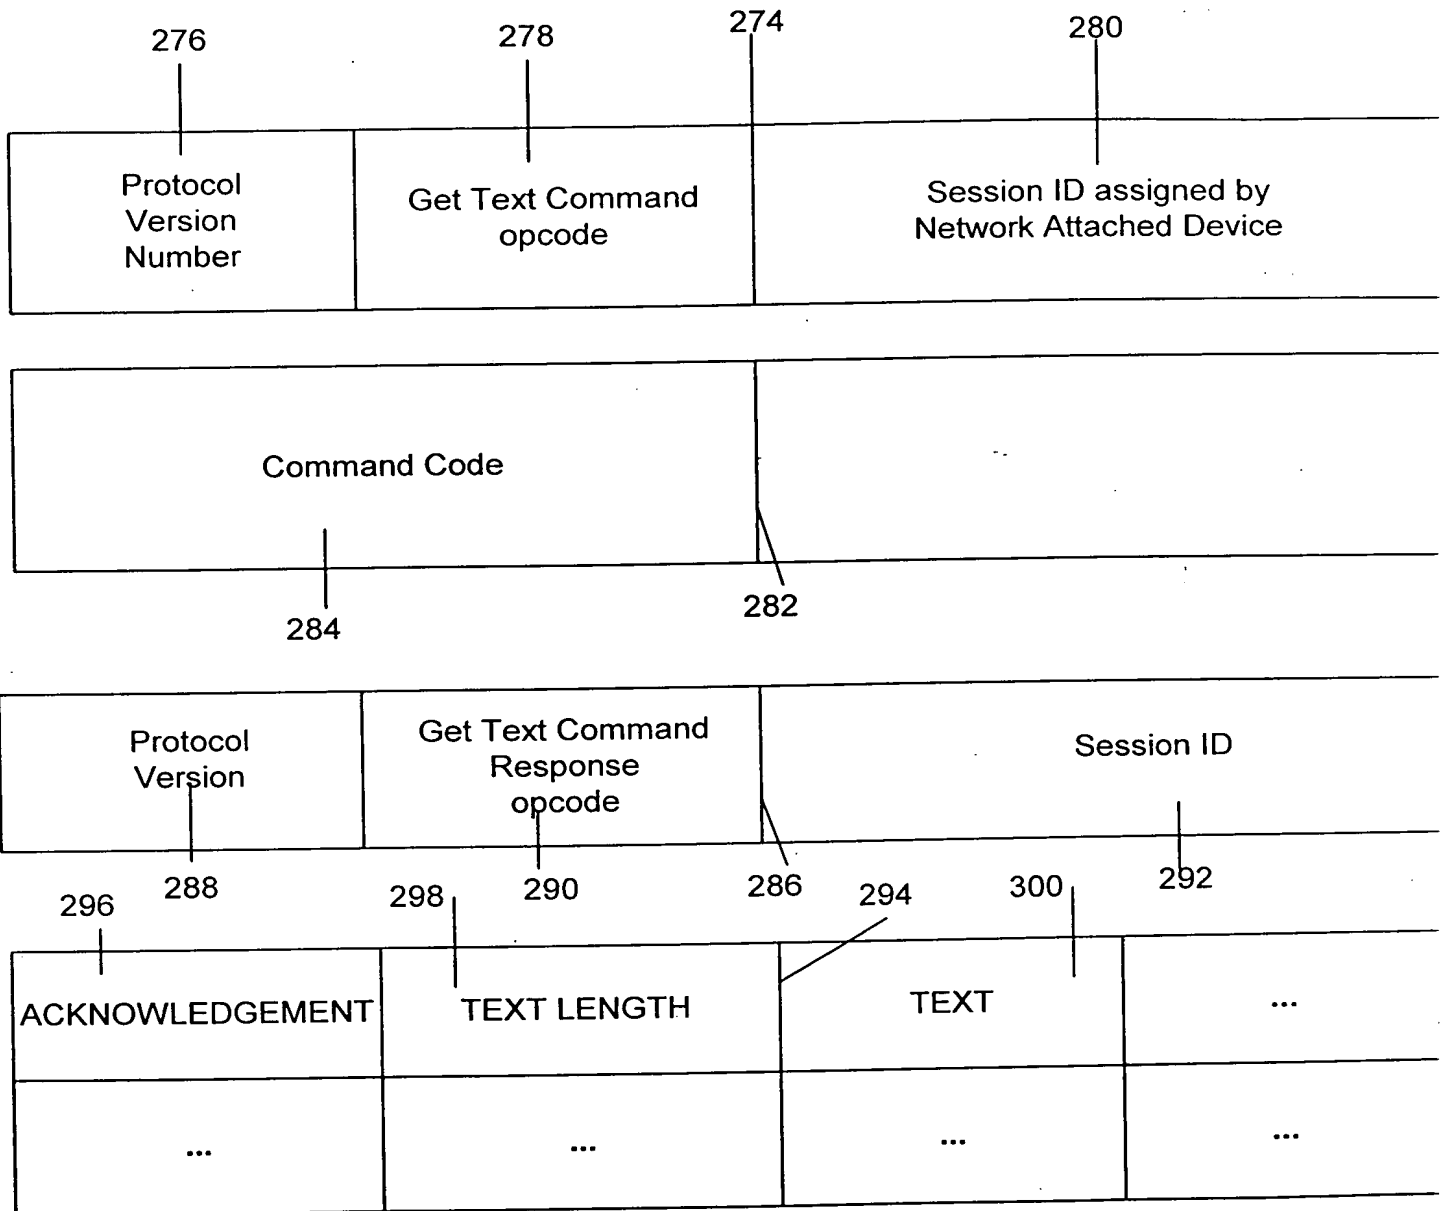 276 278 274 280
Protocol
Version
Number
Get Text Command
opcode
Session ID assigned by
Network Attached Device
Command Code
284
282
Protocol
Version
Get Text Command
Response
opcode
Session ID
288 290 286 292
296 298 294 300
ACKNOWLEDGEMENT TEXT LENGTH TEXT ...
... ... ... ...